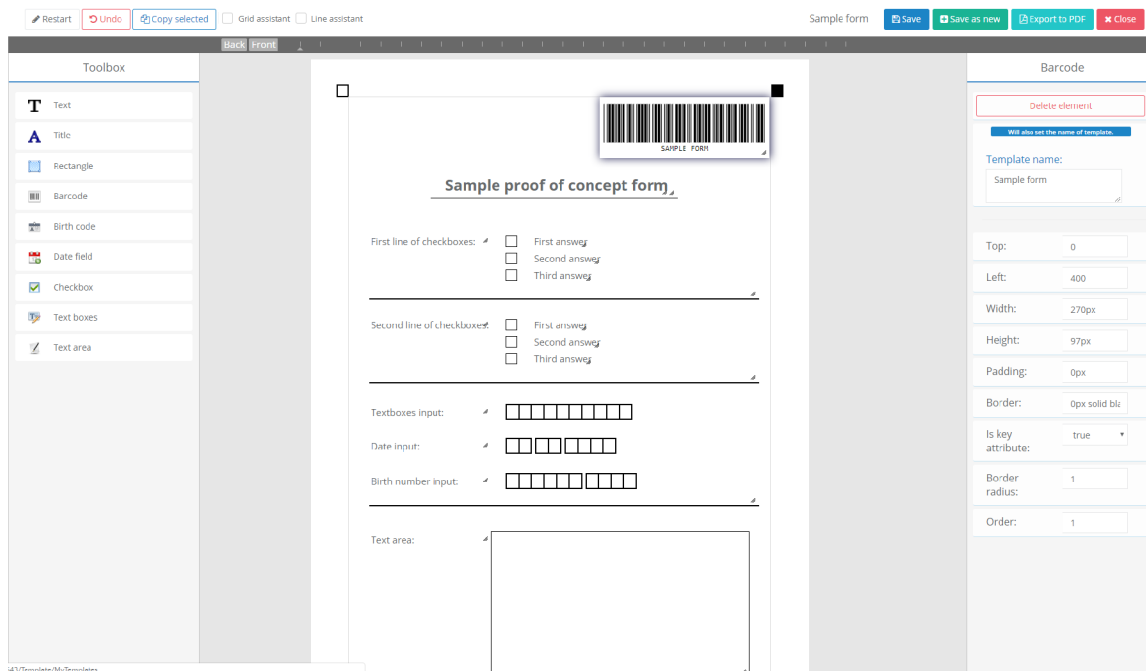 Restart
Undo
Copy selected
Grid assistant
Line assistant
Sample form
Save
Save as new
Export to PDF
Close
Back
Front
Toolbox
T Text
A Title
Rectangle
Barcode
Birth code
Date field
Checkbox
Text boxes
Text area
SAMPLE FORM
Sample proof of concept form
First line of checkboxes:
First answer
Second answer
Third answer
Second line of checkboxes:
First answer
Second answer
Third answer
Textboxes input:
Date input:
Birth number input:
Text area:
Barcode
Delete element
Will also set the name of template.
Template name:
Sample form
Top: 0
Left: 400
Width: 270px
Height: 97px
Padding: 0px
Border: 0px solid bla
Is key attribute: true
Border radius: 1
Order: 1
43/Template/MyTemplates